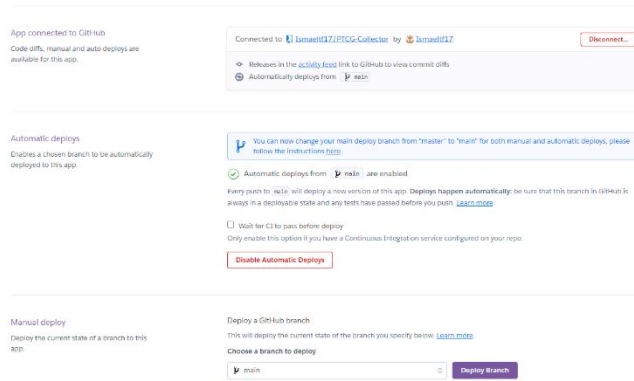 App connected to GitHub
Code diffs, manual and auto deploys are
available for this app.
Connected to Ismaeltf17/PTCG-Collector by Ismaeltf17
Disconnect...
Releases in the activity feed link to GitHub to view commit diffs
Automatically deploys from main
Automatic deploys
Enables a chosen branch to be automatically
deployed to this app.
You can now change your main deploy branch from "master" to "main" for both manual and automatic deploys, please
follow the instructions here.
Automatic deploys from main are enabled
Every push to main will deploy a new version of this app. Deploys happen automatically: be sure that this branch in GitHub is
always in a deployable state and any tests have passed before you push. Learn more.
Wait for CI to pass before deploy
Only enable this option if you have a Continuous Integration service configured on your repo.
Disable Automatic Deploys
Manual deploy
Deploy the current state of a branch to this
app.
Deploy a GitHub branch
This will deploy the current state of the branch you specify below. Learn more.
Choose a branch to deploy
main
Deploy Branch